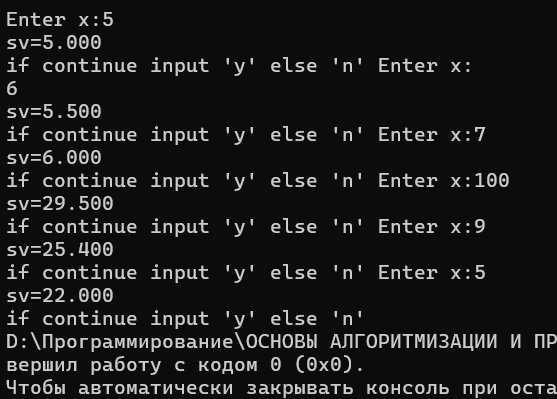 Enter x:5
sv=5.000
if continue input 'y' else 'n' Enter x:
6
sv=5.500
if continue input 'y' else 'n' Enter x:7
sv=6.000
if continue input 'y' else 'n' Enter x:100
sv=29.500
if continue input 'y' else 'n' Enter x:9
sv=25.400
if continue input 'y' else 'n' Enter x:5
sv=22.000
if continue input 'y' else 'n'
D:\Программирование\ОСНОВЫ АЛГОРИТМИЗАЦИИ И ПР
вершил работу с кодом 0 (0x0).
Чтобы автоматически закрывать консоль при оста